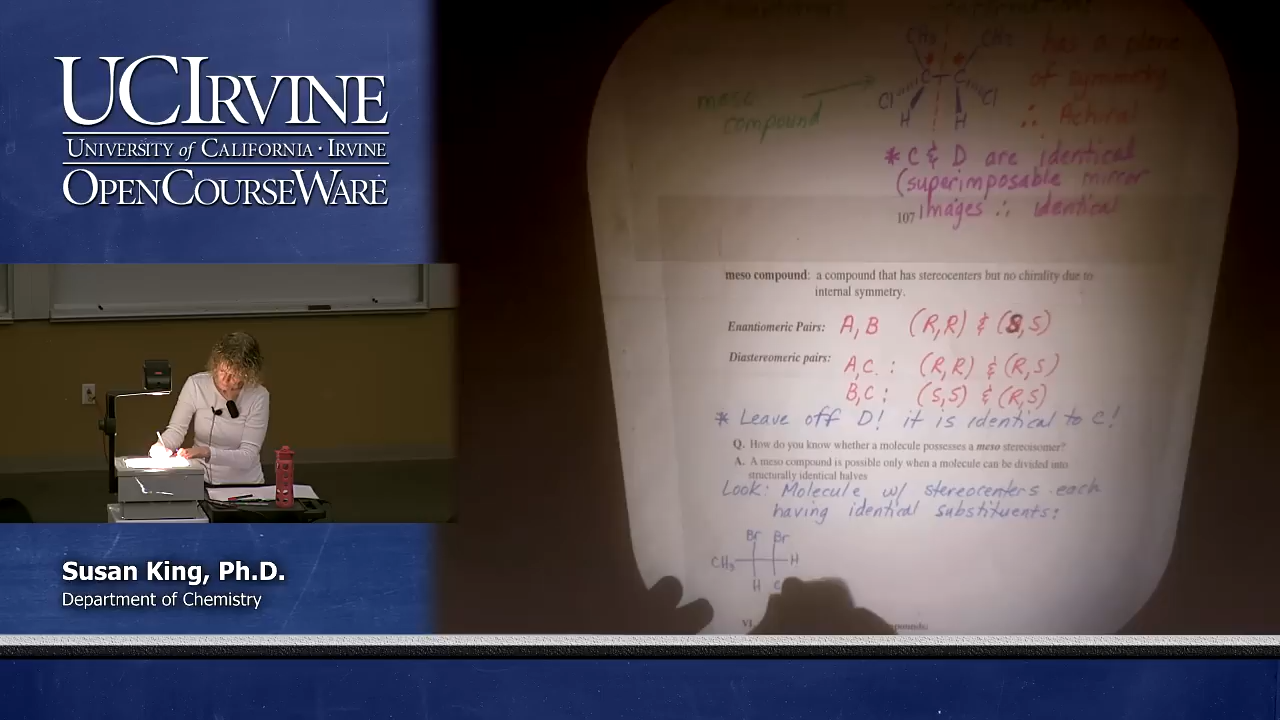 UCIRVINE
UNIVERSITY of CALIFORNIA · IRVINE
OPENCOURSEWARE
Susan King, Ph.D.
Department of Chemistry
CH3
has a plane
of symmetry
∴ Achiral
meso
compound
C C
Cl Cl
H H
* C & D are identical
(superimposable mirror
107 images ∴ identical
meso compound: a compound that has stereocenters but no chirality due to
internal symmetry.
Enantiomeric Pairs: A, B (R,R) & (S,S)
Diastereomeric pairs: A,C : (R,R) & (R,S)
B,C : (S,S) & (R,S)
* Leave off D! it is identical to C!
Q. How do you know whether a molecule possesses a meso stereoisomer?
A. A meso compound is possible only when a molecule can be divided into
structurally identical halves
Look: Molecule w/ stereocenters each
having identical substituents:
Br Br
CH3 H
H C
VI